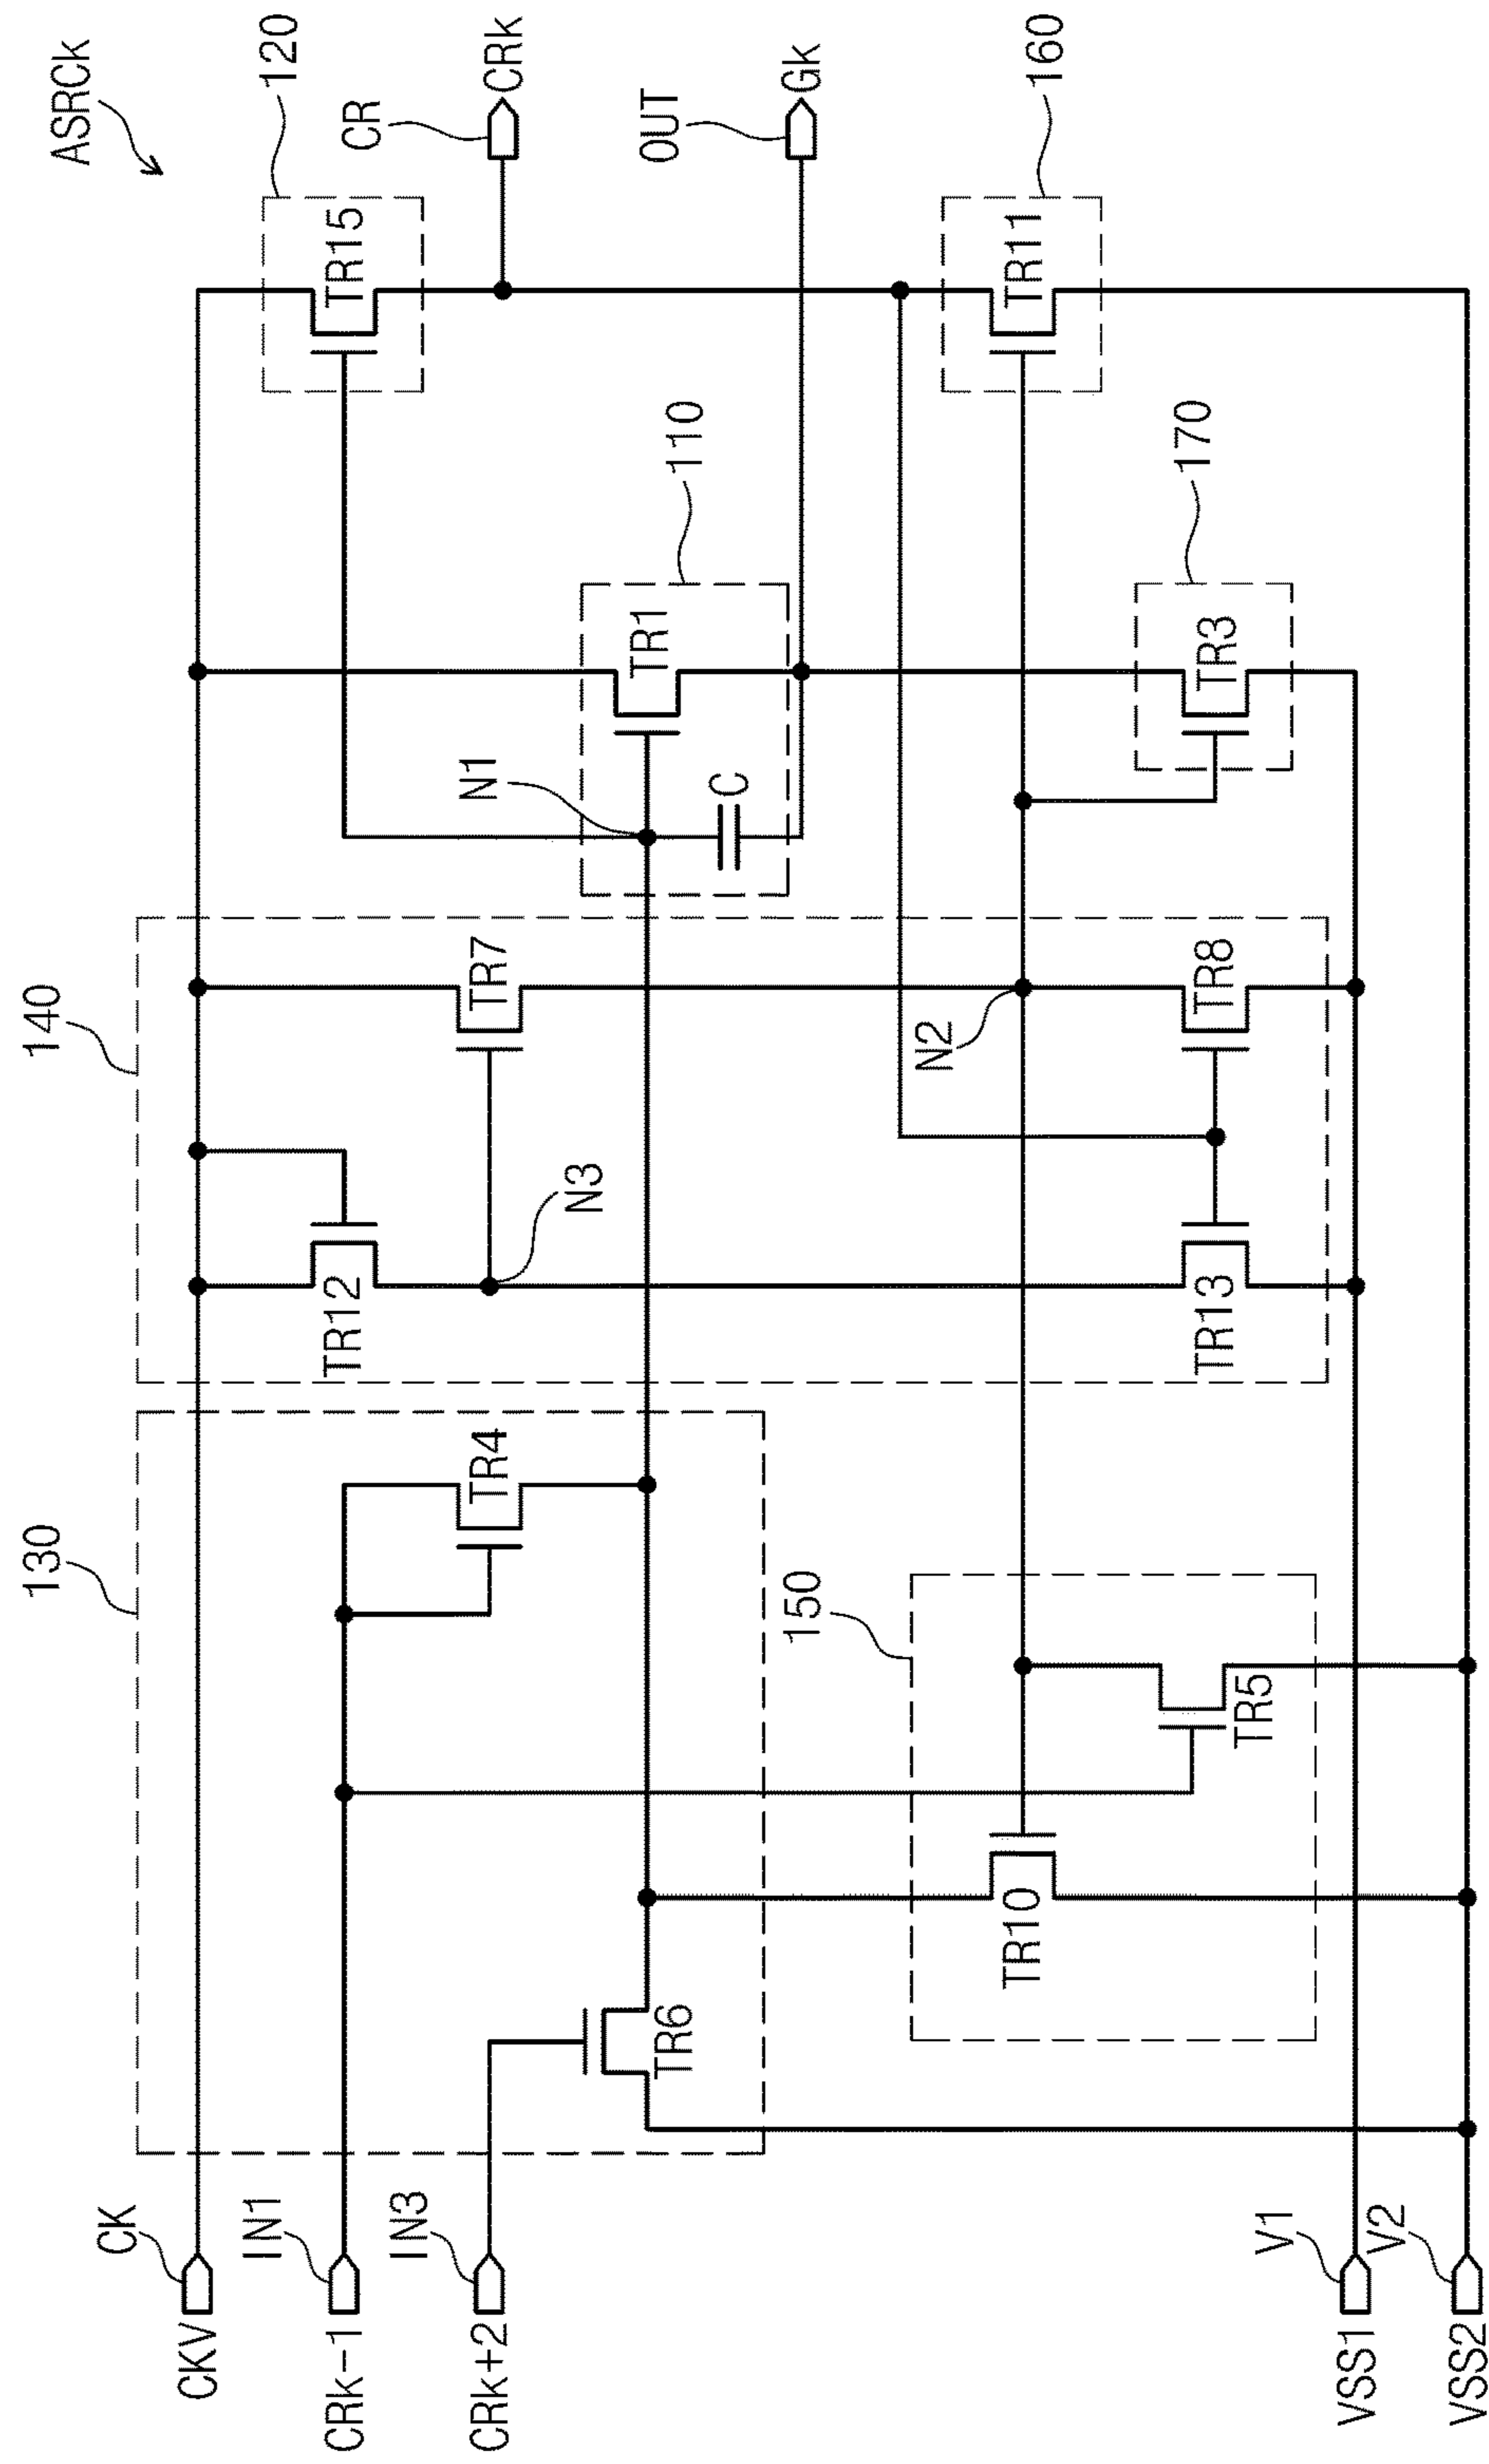 ASRCk
120
CR
CRk
OUT
Gk
160
TR15
TR11
110
170
TR1
TR3
N1
C
140
TR7
N2
TR8
N3
TR12
TR13
130
TR4
150
TR5
TR10
TR6
CK
IN1
IN3
V1
V2
CKV
CRk-1
CRk+2
VSS1
VSS2